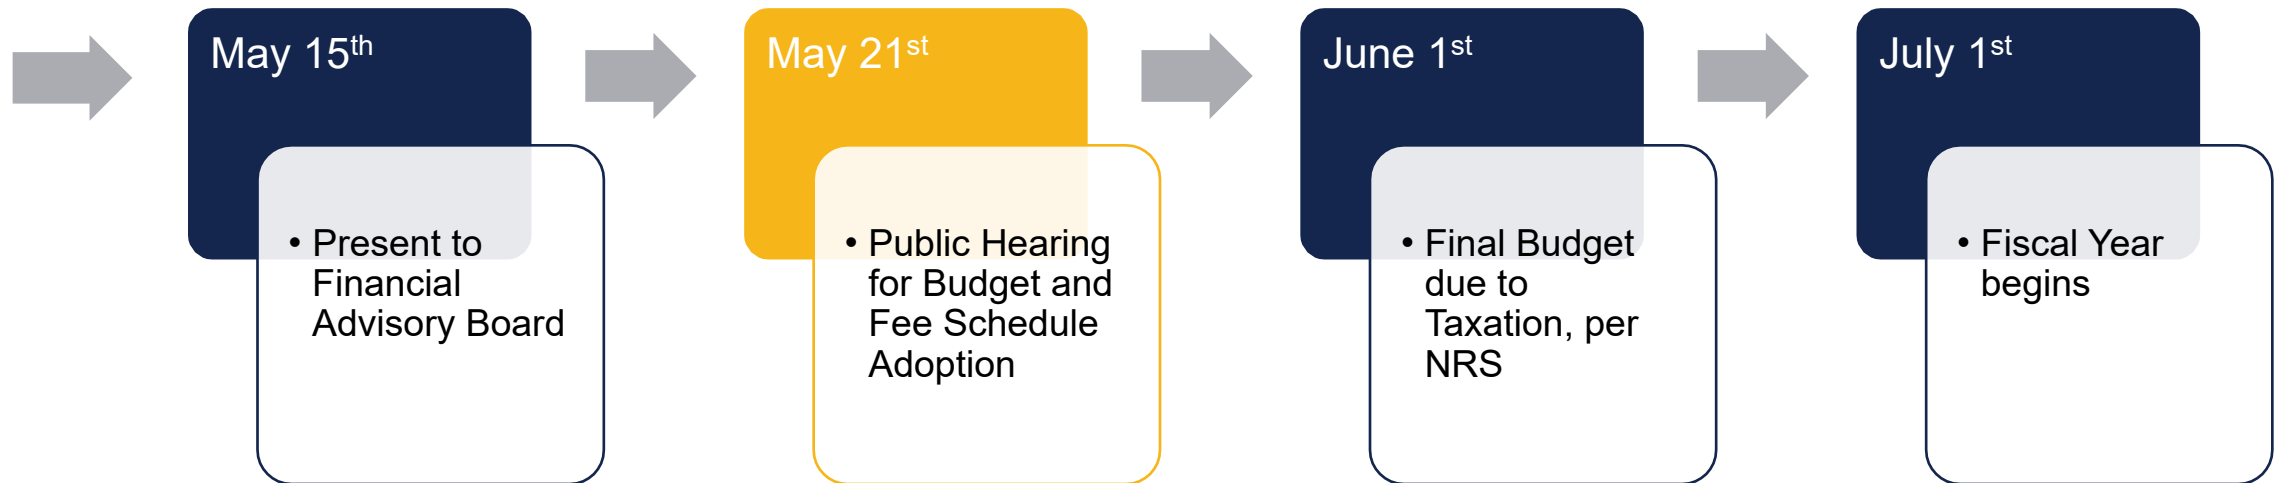 May 15th
• Present to
Financial
Advisory Board
May 21st
• Public Hearing
for Budget and
Fee Schedule
Adoption
June 1st
• Final Budget
due to
Taxation, per
NRS
July 1st
• Fiscal Year
begins